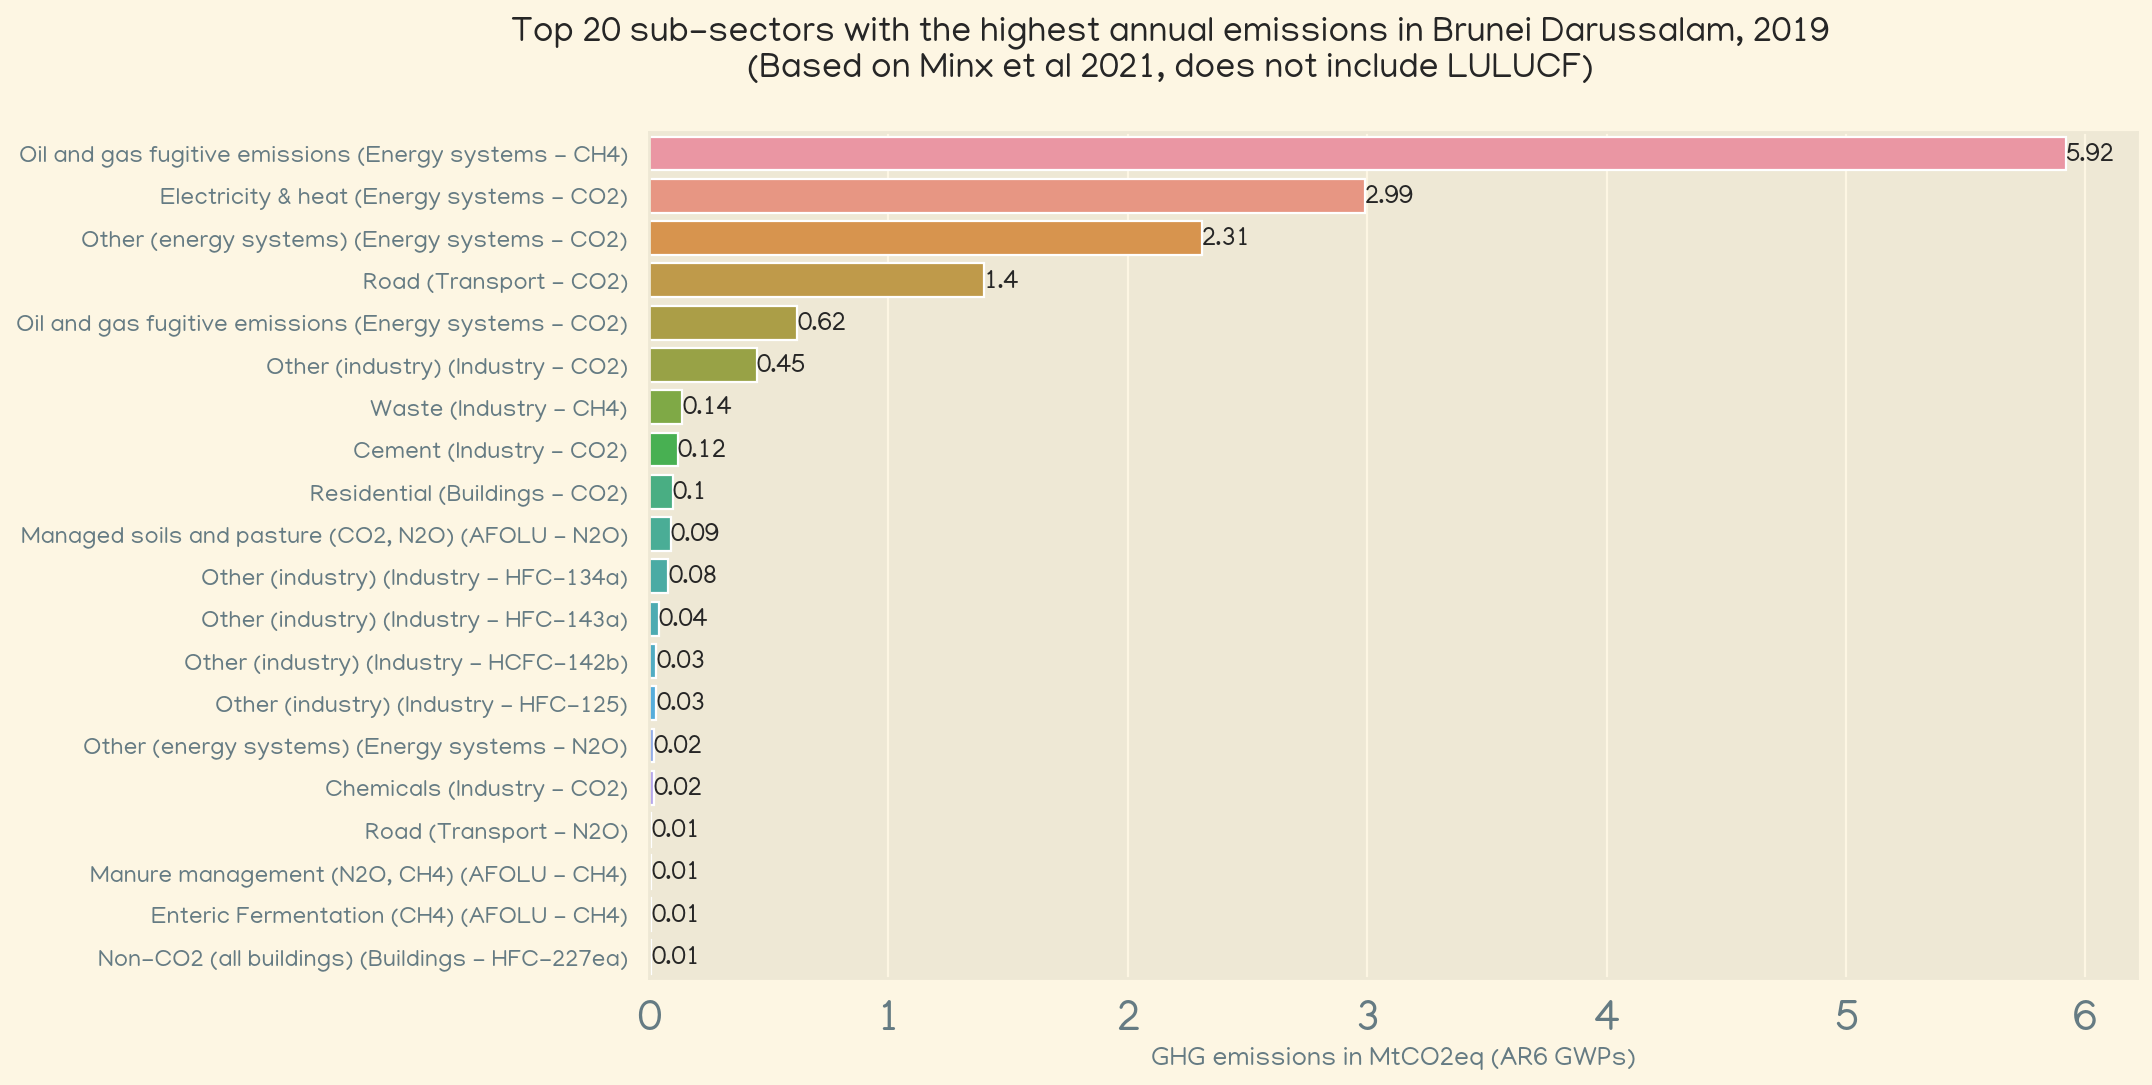 Top 20 sub-sectors with the highest annual emissions in Brunei Darussalam, 2019
(Based on Minx et al 2021, does not include LULUCF)
Oil and gas fugitive emissions (Energy systems - CH4) 5.92
Electricity & heat (Energy systems - CO2) 2.99
Other (energy systems) (Energy systems - CO2) 2.31
Road (Transport - CO2) 1.4
Oil and gas fugitive emissions (Energy systems - CO2) 0.62
Other (industry) (Industry - CO2) 0.45
Waste (Industry - CH4) 0.14
Cement (Industry - CO2) 0.12
Residential (Buildings - CO2) 0.1
Managed soils and pasture (CO2, N2O) (AFOLU - N2O) 0.09
Other (industry) (Industry - HFC-134a) 0.08
Other (industry) (Industry - HFC-143a) 0.04
Other (industry) (Industry - HCFC-142b) 0.03
Other (industry) (Industry - HFC-125) 0.03
Other (energy systems) (Energy systems - N2O) 0.02
Chemicals (Industry - CO2) 0.02
Road (Transport - N2O) 0.01
Manure management (N2O, CH4) (AFOLU - CH4) 0.01
Enteric Fermentation (CH4) (AFOLU - CH4) 0.01
Non-CO2 (all buildings) (Buildings - HFC-227ea) 0.01
0 1 2 3 4 5 6
GHG emissions in MtCO2eq (AR6 GWPs)